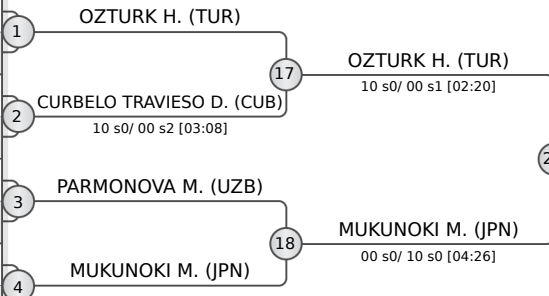 OZTURK H. (TUR)
1
17
OZTURK H. (TUR)
10 s0/ 00 s1 [02:20]
CURBELO TRAVIESO D. (CUB)
2
10 s0/ 00 s2 [03:08]
2
PARMONOVA M. (UZB)
3
18
MUKUNOKI M. (JPN)
00 s0/ 10 s0 [04:26]
MUKUNOKI M. (JPN)
4